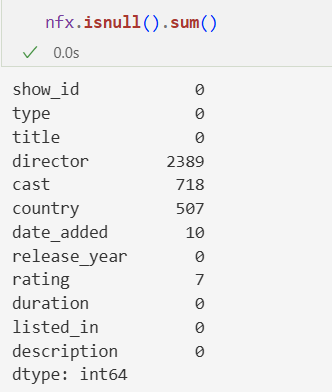 nfx.isnull().sum()
0.0s
show_id 0
type 0
title 0
director 2389
cast 718
country 507
date_added 10
release_year 0
rating 7
duration 0
listed_in 0
description 0
dtype: int64